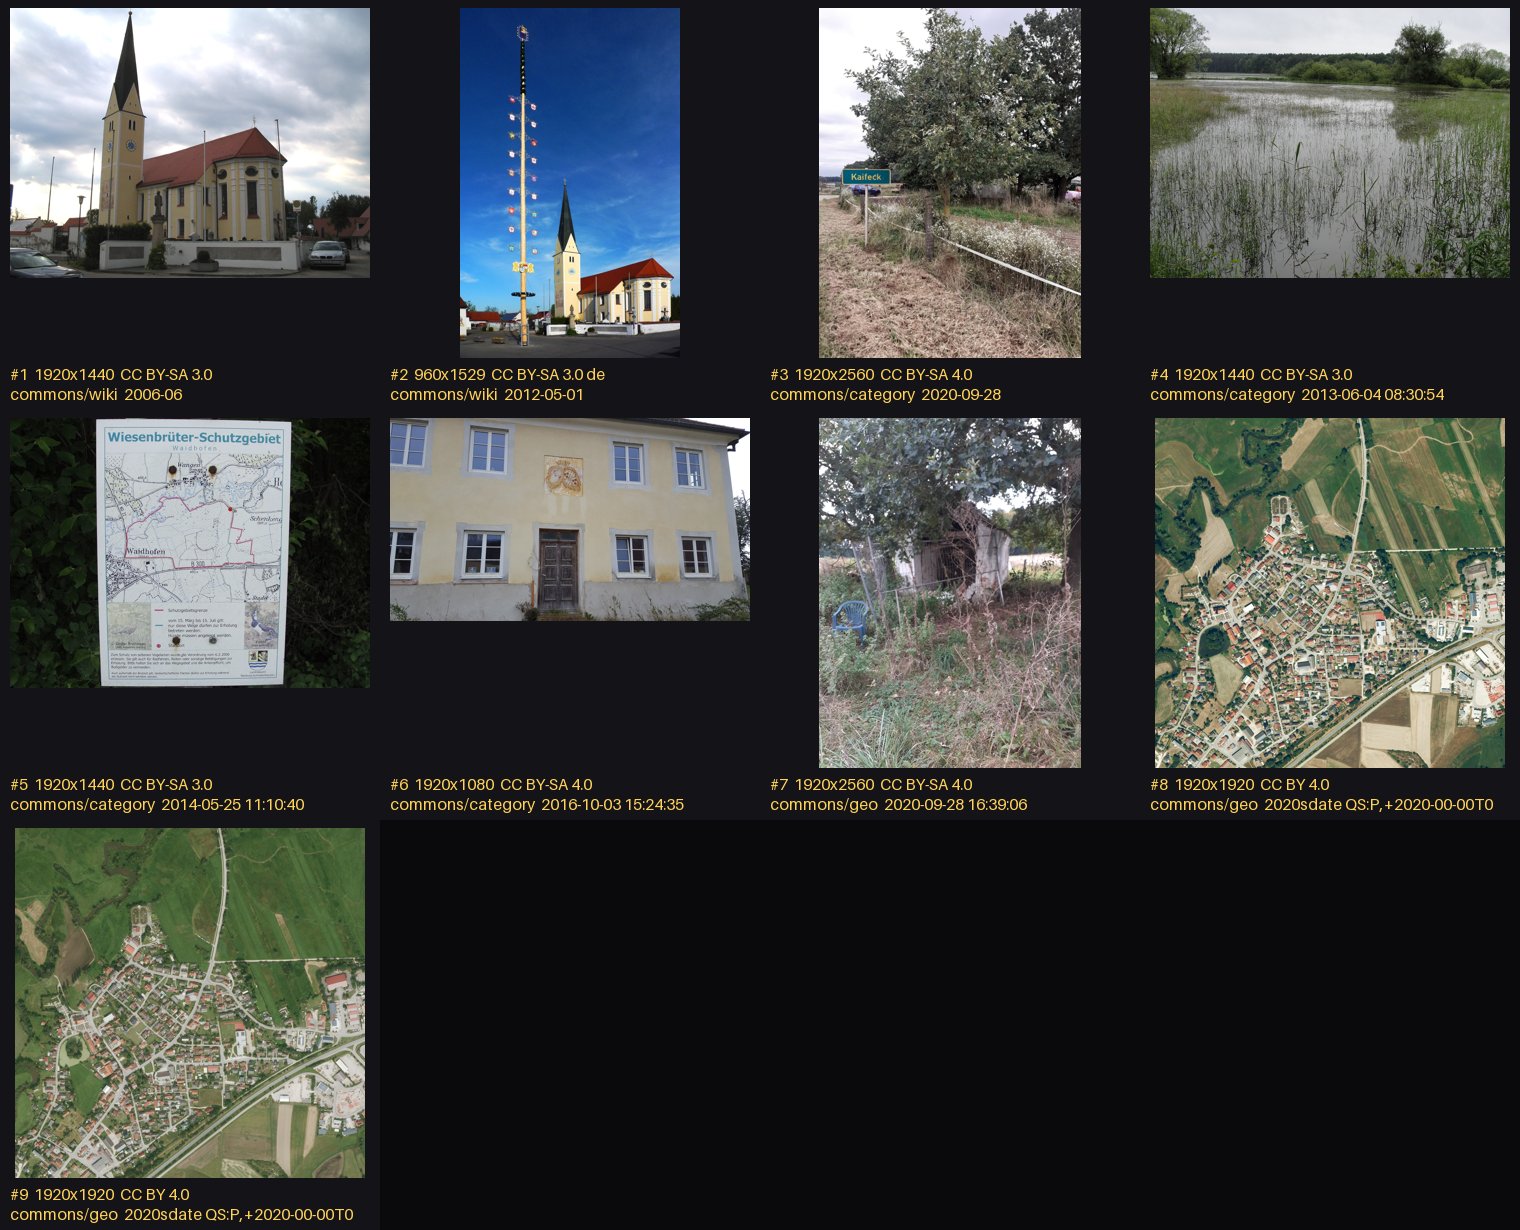 #1 1920x1440 CC BY-SA 3.0
commons/wiki 2006-06
#2 960x1529 CC BY-SA 3.0 de
commons/wiki 2012-05-01
Kaifeck
#3 1920x2560 CC BY-SA 4.0
commons/category 2020-09-28
#4 1920x1440 CC BY-SA 3.0
commons/category 2013-06-04 08:30:54
Wiesenbrüter-Schutzgebiet
Waidhofen
Wangen
Waidhofen
B 300
Schutzgebietsgrenze
#5 1920x1440 CC BY-SA 3.0
commons/category 2014-05-25 11:10:40
#6 1920x1080 CC BY-SA 4.0
commons/category 2016-10-03 15:24:35
#7 1920x2560 CC BY-SA 4.0
commons/geo 2020-09-28 16:39:06
#8 1920x1920 CC BY 4.0
commons/geo 2020sdate QS:P,+2020-00-00T0
#9 1920x1920 CC BY 4.0
commons/geo 2020sdate QS:P,+2020-00-00T0